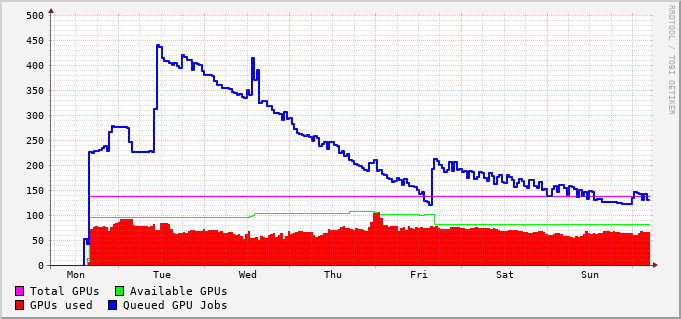 500
450
400
350
300
250
200
150
100
50
0
Mon Tue Wed Thu Fri Sat Sun
Total GPUs Available GPUs
GPUs used Queued GPU Jobs
RRDTOOL / TOBI OETIKER